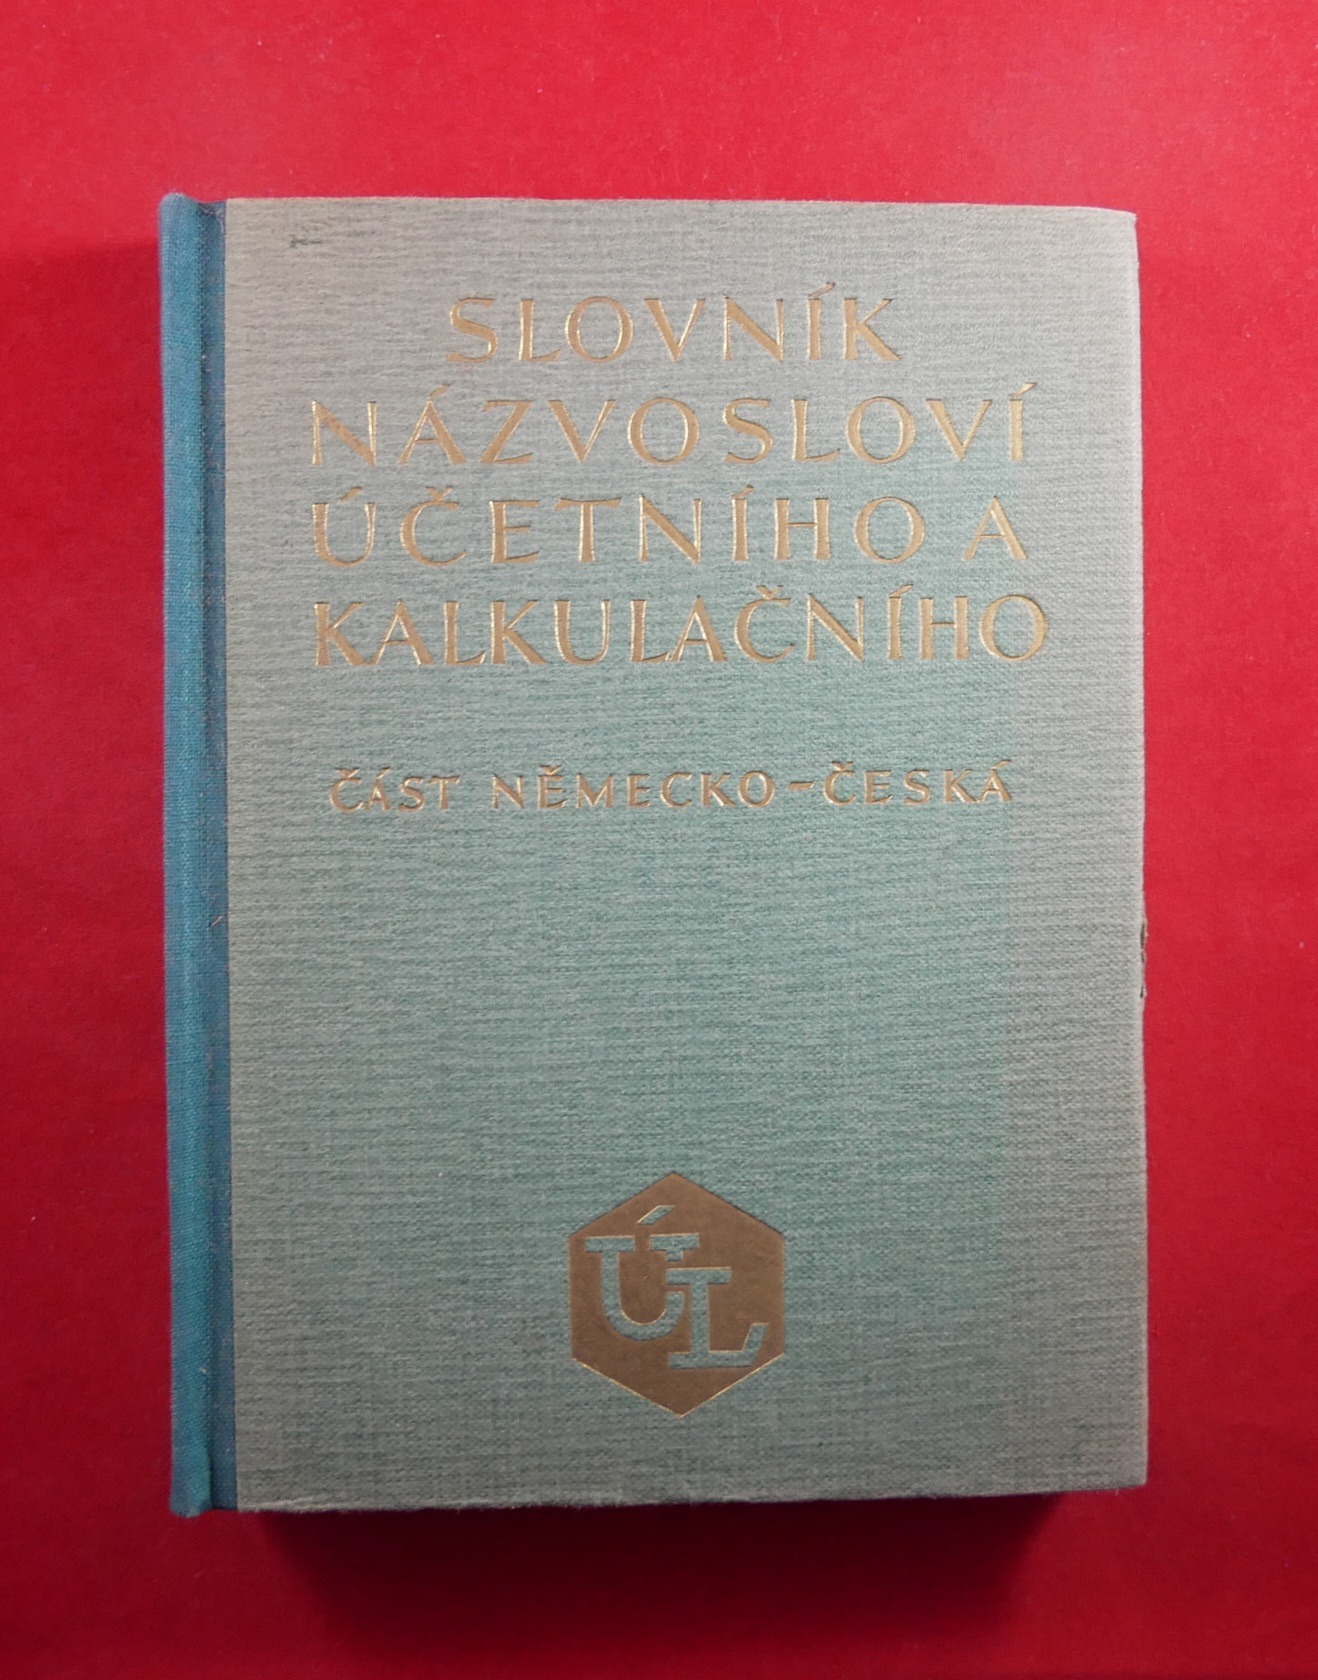 SLOVNÍK
NÁZVOSLOVÍ
ÚČETNÍHO A
KALKULAČNÍHO
ČÁST NĚMECKO-ČESKÁ
ÚL